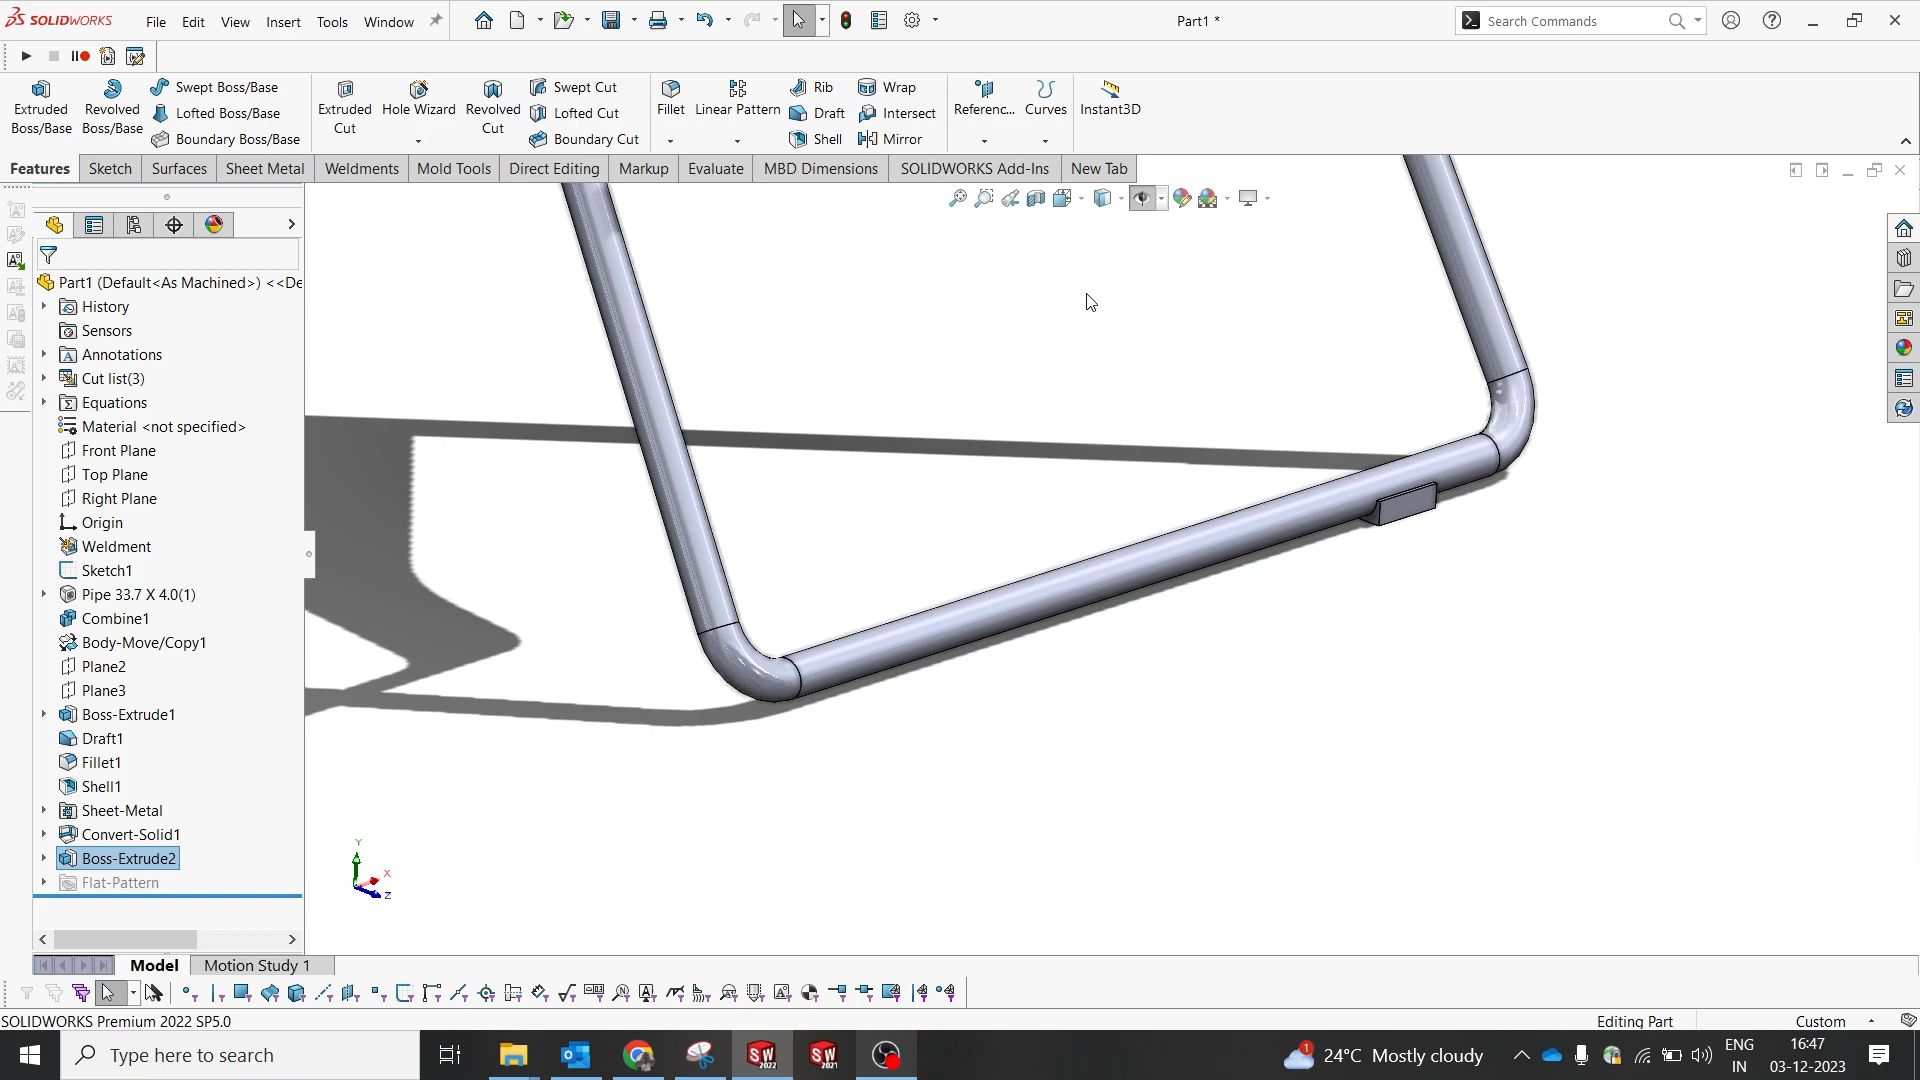 SOLIDWORKS File Edit View Insert Tools Window
Part1 *
Search Commands
Extruded Boss/Base
Revolved Boss/Base
Swept Boss/Base
Lofted Boss/Base
Boundary Boss/Base
Extruded Cut
Hole Wizard
Revolved Cut
Swept Cut
Lofted Cut
Boundary Cut
Fillet
Linear Pattern
Rib
Draft
Shell
Wrap
Intersect
Mirror
Referenc...
Curves
Instant3D
Features Sketch Surfaces Sheet Metal Weldments Mold Tools Direct Editing Markup Evaluate MBD Dimensions SOLIDWORKS Add-Ins New Tab
Part1 (Default<As Machined>) <<De
History
Sensors
Annotations
Cut list(3)
Equations
Material <not specified>
Front Plane
Top Plane
Right Plane
Origin
Weldment
Sketch1
Pipe 33.7 X 4.0(1)
Combine1
Body-Move/Copy1
Plane2
Plane3
Boss-Extrude1
Draft1
Fillet1
Shell1
Sheet-Metal
Convert-Solid1
Boss-Extrude2
Flat-Pattern
Y
X
Z
Model Motion Study 1
SOLIDWORKS Premium 2022 SP5.0
Editing Part
Custom
Type here to search
SW 2022
SW 2021
1
24°C Mostly cloudy
ENG
IN
16:47
03-12-2023